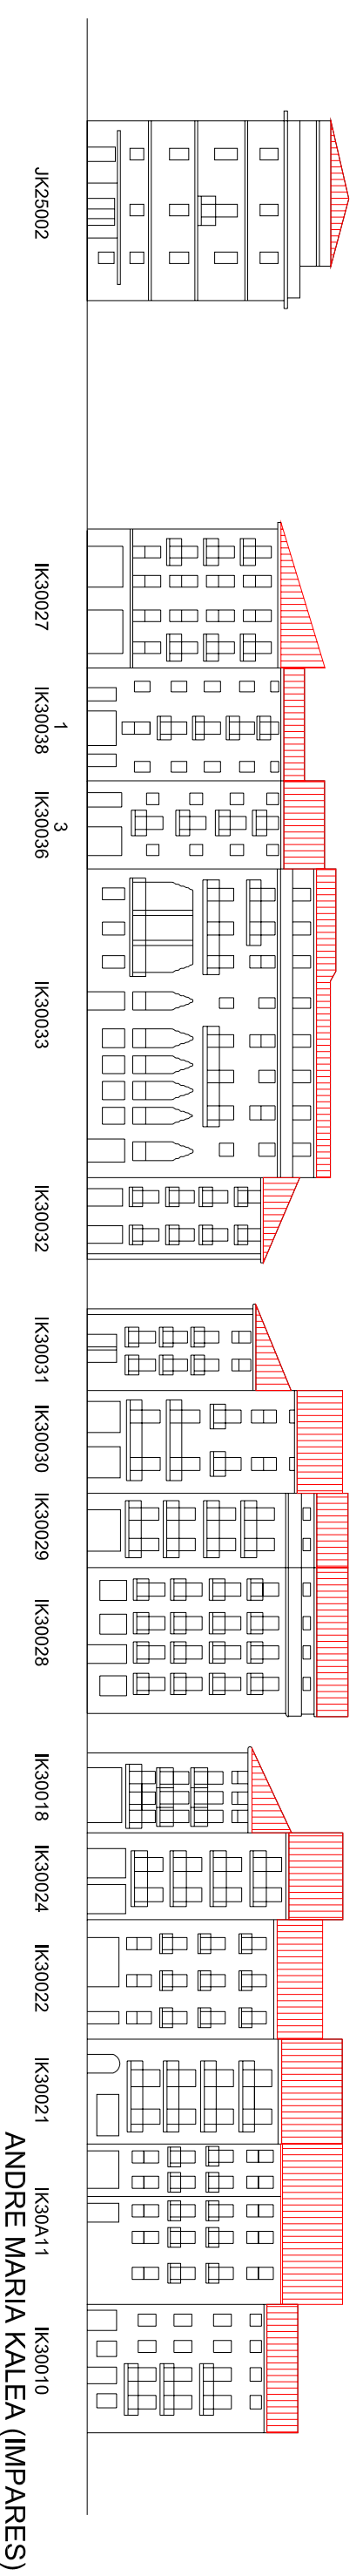 JK25002
IK30027
1
IK30038
3
IK30036
IK30033
IK30032
IK30031
IK30030
IK30029
IK30028
IK30018
IK30024
IK30022
IK30021
IK30A11
IK30010
ANDRE MARIA KALEA (IMPARES)